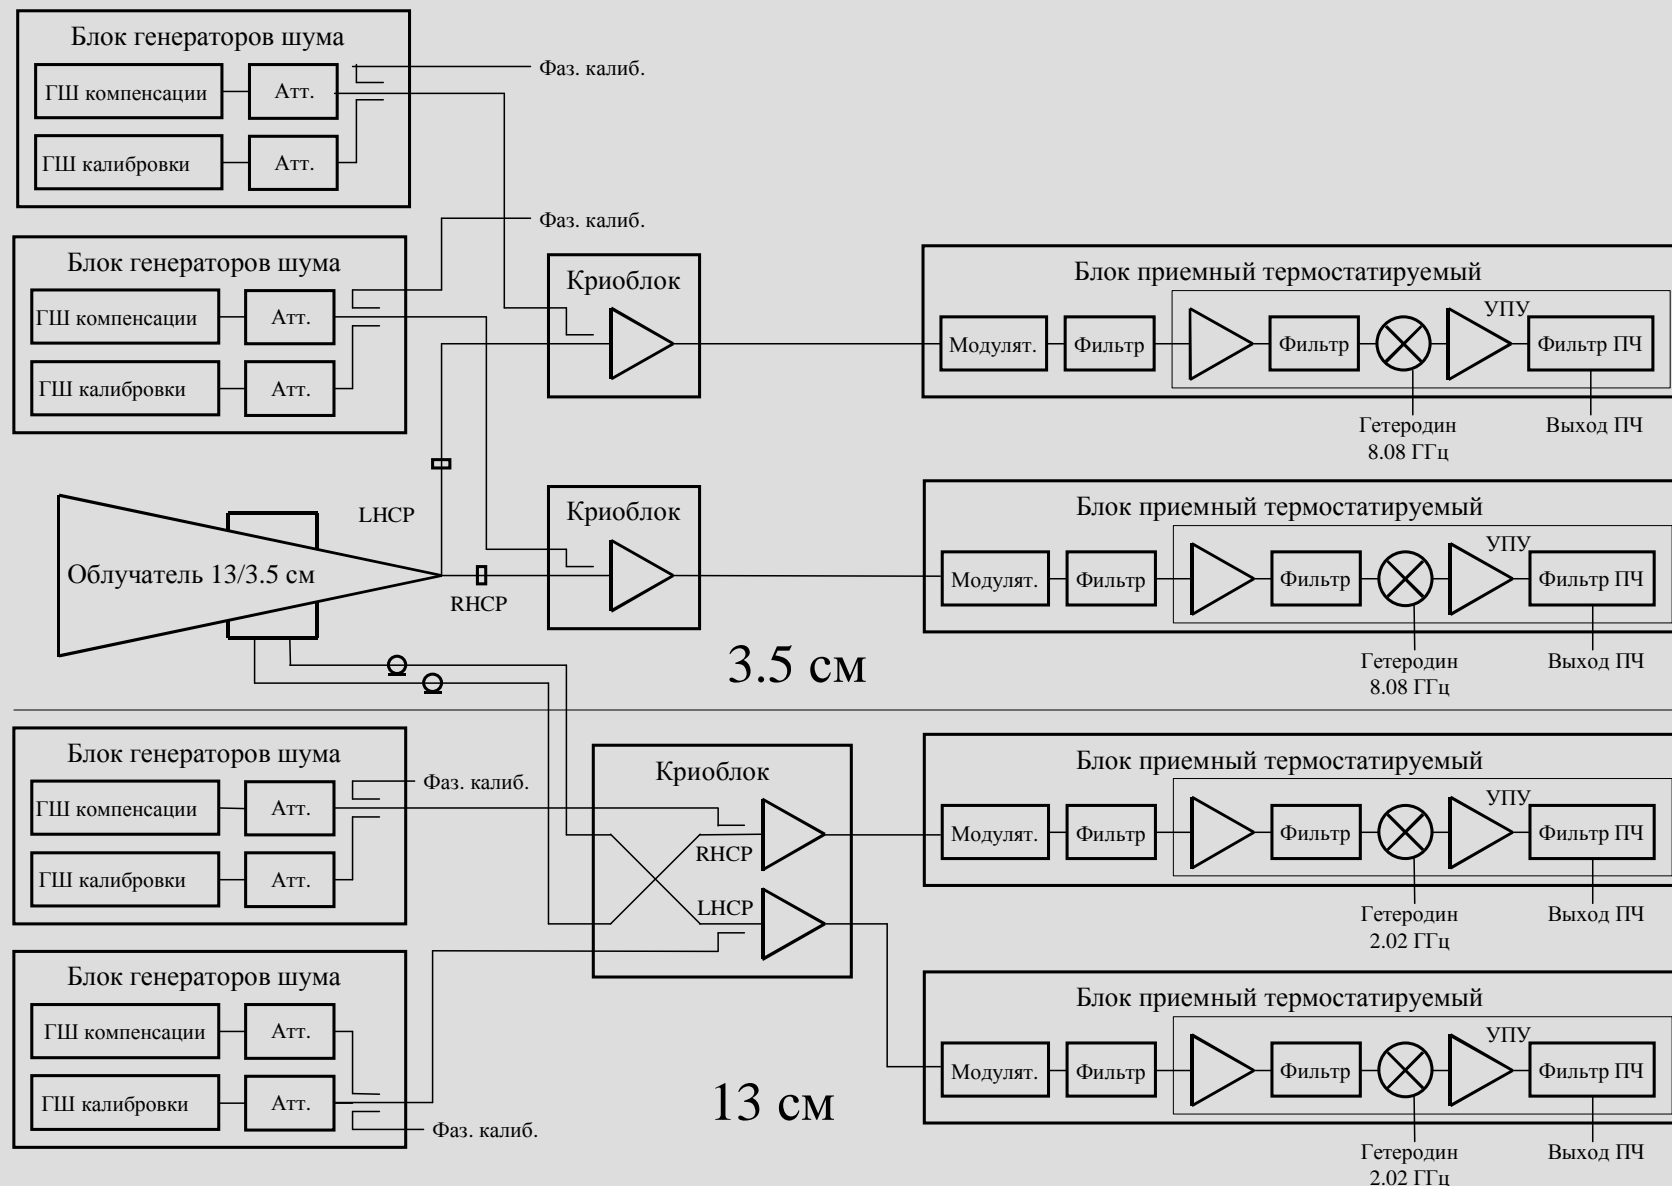 Блок генераторов шума
ГШ компенсации
Атт.
Фаз. калиб.
ГШ калибровки
Атт.
Фаз. калиб.
Блок генераторов шума
ГШ компенсации
Атт.
ГШ калибровки
Атт.
Криоблок
Блок приемный термостатируемый
УПУ
Модулят.
Фильтр
Фильтр
Фильтр ПЧ
Гетеродин
8.08 ГГц
Выход ПЧ
LHCP
Облучатель 13/3.5 см
RHCP
Криоблок
Блок приемный термостатируемый
УПУ
Модулят.
Фильтр
Фильтр
Фильтр ПЧ
Гетеродин
8.08 ГГц
Выход ПЧ
3.5 см
Блок генераторов шума
ГШ компенсации
Атт.
Фаз. калиб.
ГШ калибровки
Атт.
Криоблок
RHCP
LHCP
Блок приемный термостатируемый
УПУ
Модулят.
Фильтр
Фильтр
Фильтр ПЧ
Гетеродин
2.02 ГГц
Выход ПЧ
Блок генераторов шума
ГШ компенсации
Атт.
ГШ калибровки
Атт.
Фаз. калиб.
13 см
Блок приемный термостатируемый
УПУ
Модулят.
Фильтр
Фильтр
Фильтр ПЧ
Гетеродин
2.02 ГГц
Выход ПЧ